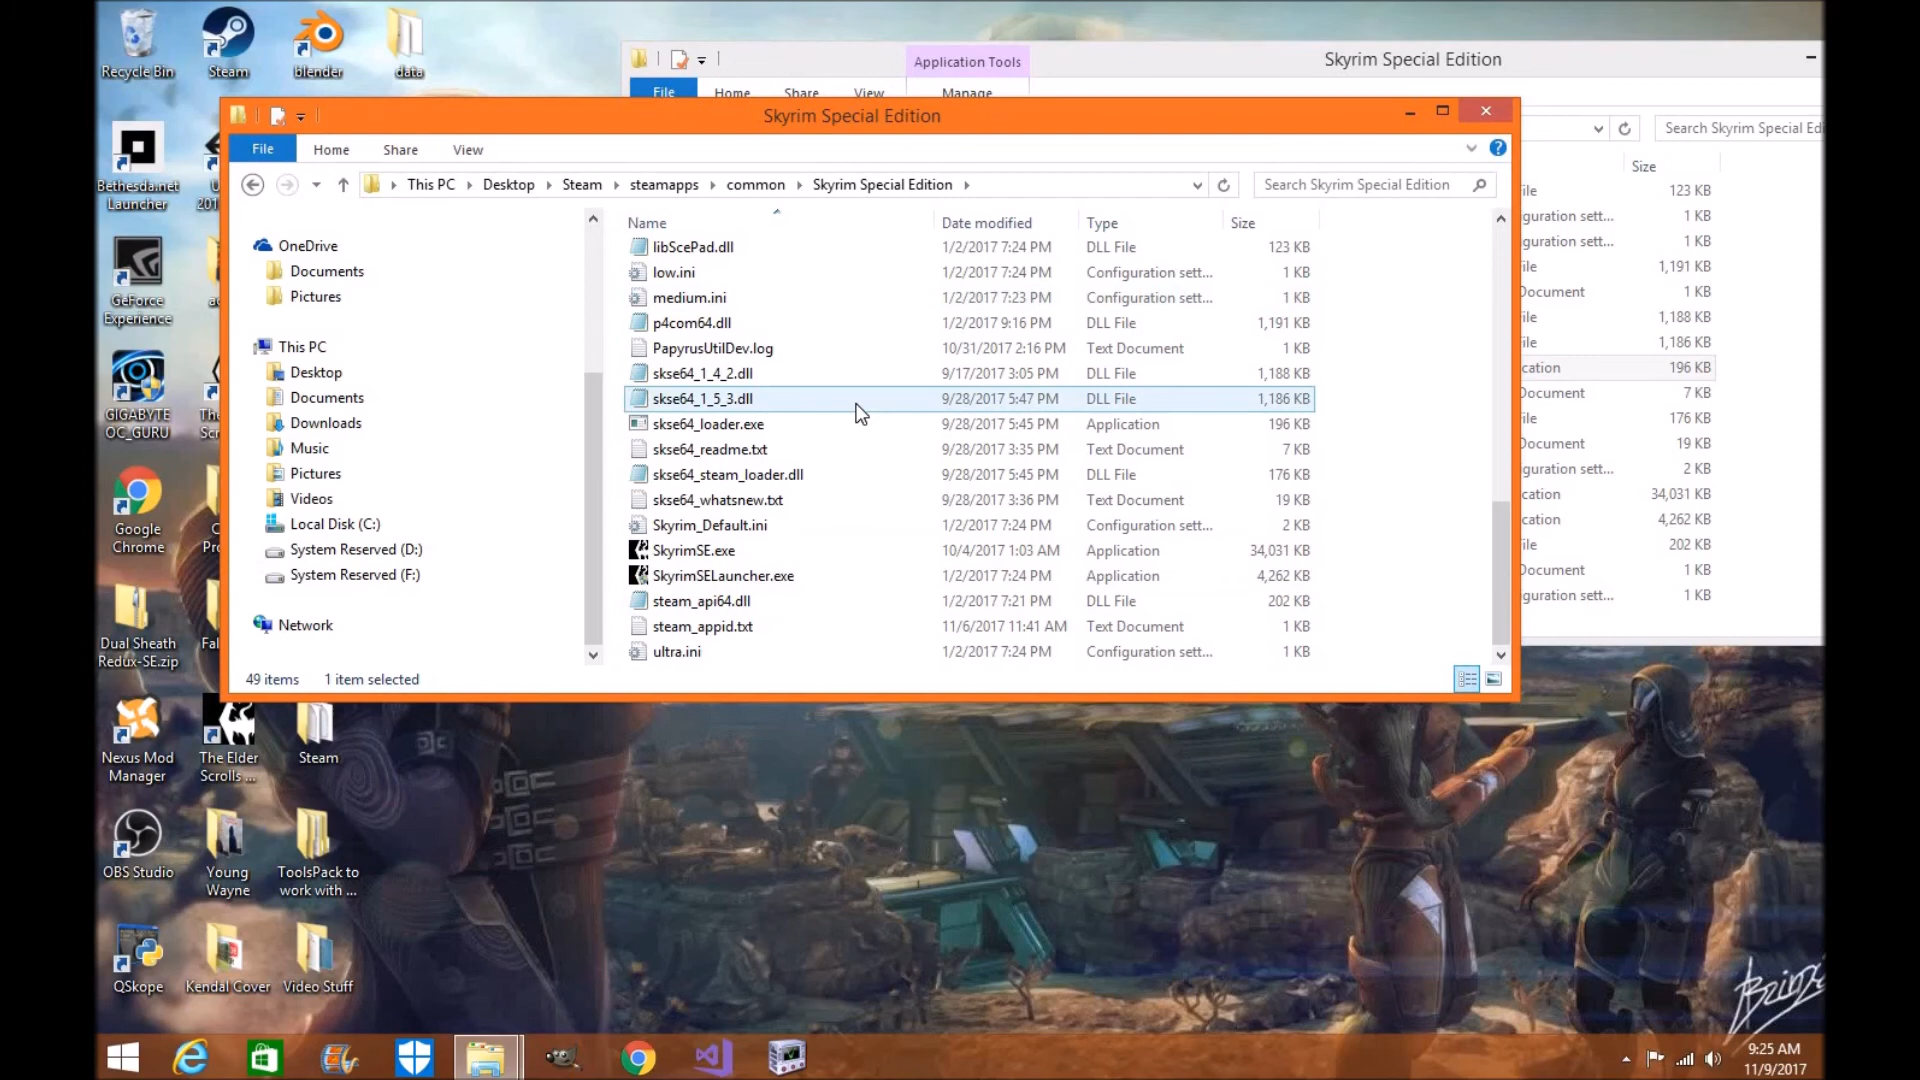 Recycle Bin
Steam
blender
data
Bethesda.net
Launcher
GeForce
Experience
GIGABYTE
OC_GURU
Google
Chrome
Dual Sheath
Redux-SE.zip
Nexus Mod
Manager
The Elder
Scrolls ...
Steam
OBS Studio
Young
Wayne
ToolsPack to
work with ...
QSkope
Kendal Cover
Video Stuff
Application Tools
Skyrim Special Edition
File
Home
Share
View
Manage
Search Skyrim Special Edi
Size
ile 123 KB
guration sett... 1 KB
guration sett... 1 KB
ile 1,191 KB
Document 1 KB
ile 1,188 KB
ile 1,186 KB
cation 196 KB
Document 7 KB
ile 176 KB
Document 19 KB
guration sett... 2 KB
cation 34,031 KB
cation 4,262 KB
ile 202 KB
Document 1 KB
guration sett... 1 KB
Skyrim Special Edition
File Home Share View
This PC Desktop Steam steamapps common Skyrim Special Edition
Search Skyrim Special Edition
OneDrive
Documents
Pictures
This PC
Desktop
Documents
Downloads
Music
Pictures
Videos
Local Disk (C:)
System Reserved (D:)
System Reserved (F:)
Network
Name Date modified Type Size
libScePad.dll 1/2/2017 7:24 PM DLL File 123 KB
low.ini 1/2/2017 7:24 PM Configuration sett... 1 KB
medium.ini 1/2/2017 7:23 PM Configuration sett... 1 KB
p4com64.dll 1/2/2017 9:16 PM DLL File 1,191 KB
PapyrusUtilDev.log 10/31/2017 2:16 PM Text Document 1 KB
skse64_1_4_2.dll 9/17/2017 3:05 PM DLL File 1,188 KB
skse64_1_5_3.dll 9/28/2017 5:47 PM DLL File 1,186 KB
skse64_loader.exe 9/28/2017 5:45 PM Application 196 KB
skse64_readme.txt 9/28/2017 3:35 PM Text Document 7 KB
skse64_steam_loader.dll 9/28/2017 5:45 PM DLL File 176 KB
skse64_whatsnew.txt 9/28/2017 3:36 PM Text Document 19 KB
Skyrim_Default.ini 1/2/2017 7:24 PM Configuration sett... 2 KB
SkyrimSE.exe 10/4/2017 1:03 AM Application 34,031 KB
SkyrimSELauncher.exe 1/2/2017 7:24 PM Application 4,262 KB
steam_api64.dll 1/2/2017 7:21 PM DLL File 202 KB
steam_appid.txt 11/6/2017 11:41 AM Text Document 1 KB
ultra.ini 1/2/2017 7:24 PM Configuration sett... 1 KB
49 items 1 item selected
9:25 AM
11/9/2017